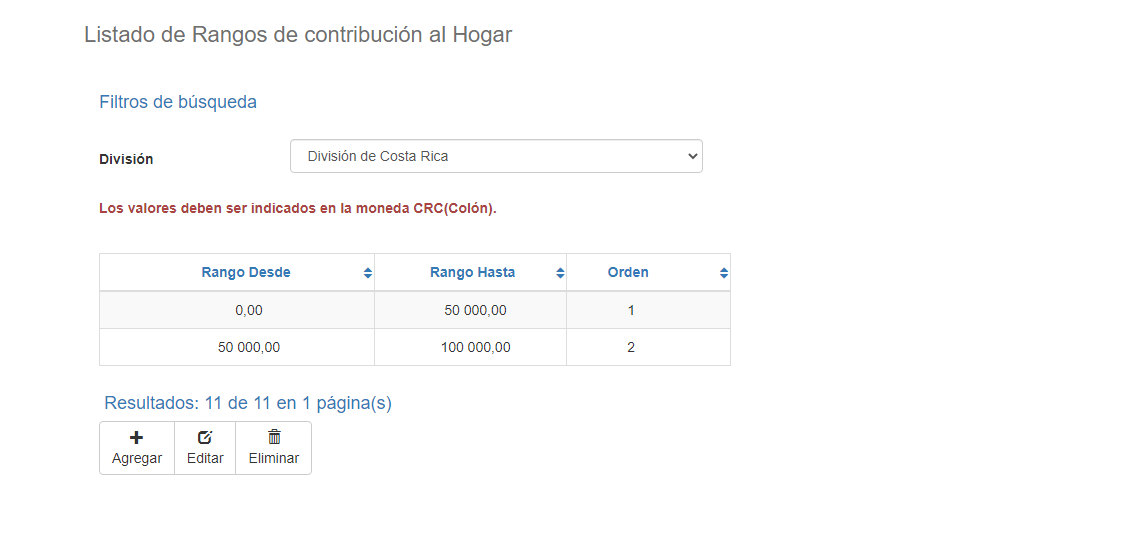 Listado de Rangos de contribución al Hogar
Filtros de búsqueda
División División de Costa Rica
Los valores deben ser indicados en la moneda CRC(Colón).
Rango Desde Rango Hasta Orden
0,00 50 000,00 1
50 000,00 100 000,00 2
Resultados: 11 de 11 en 1 página(s)
Agregar Editar Eliminar